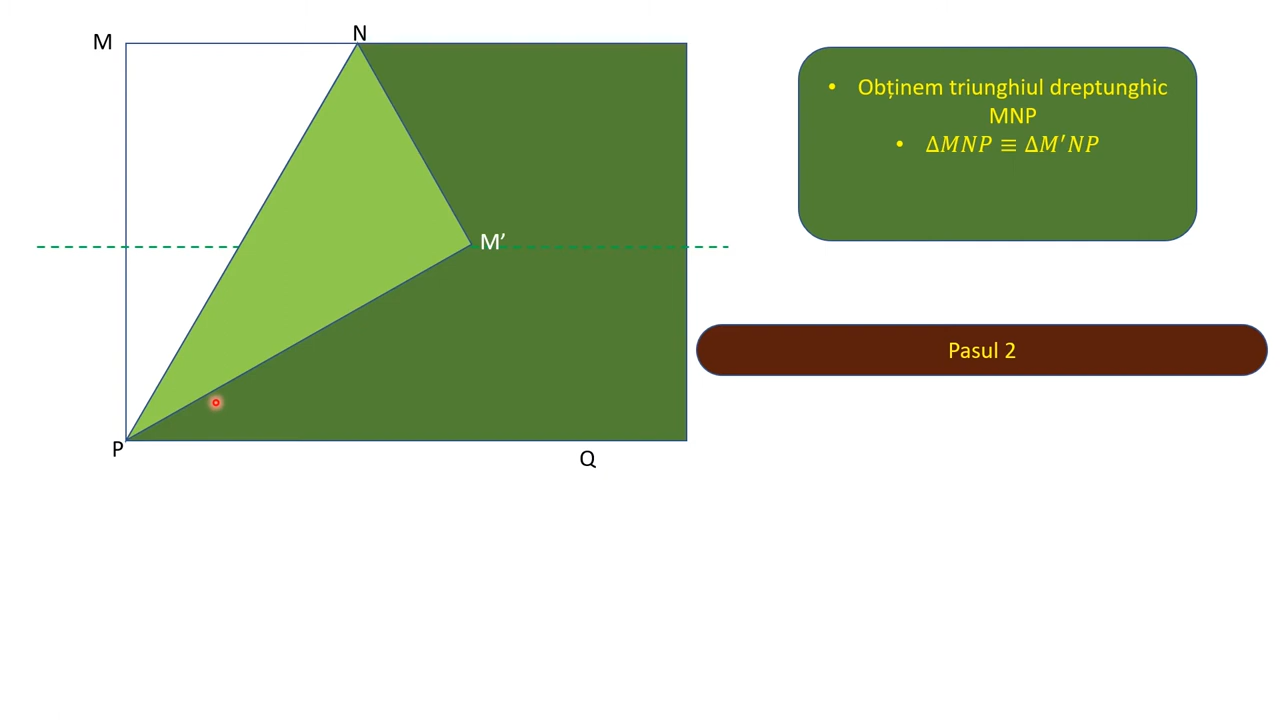 M
N
• Obținem triunghiul dreptunghic
MNP
• ΔMNP ≡ ΔM′NP
M’
Pasul 2
P
Q